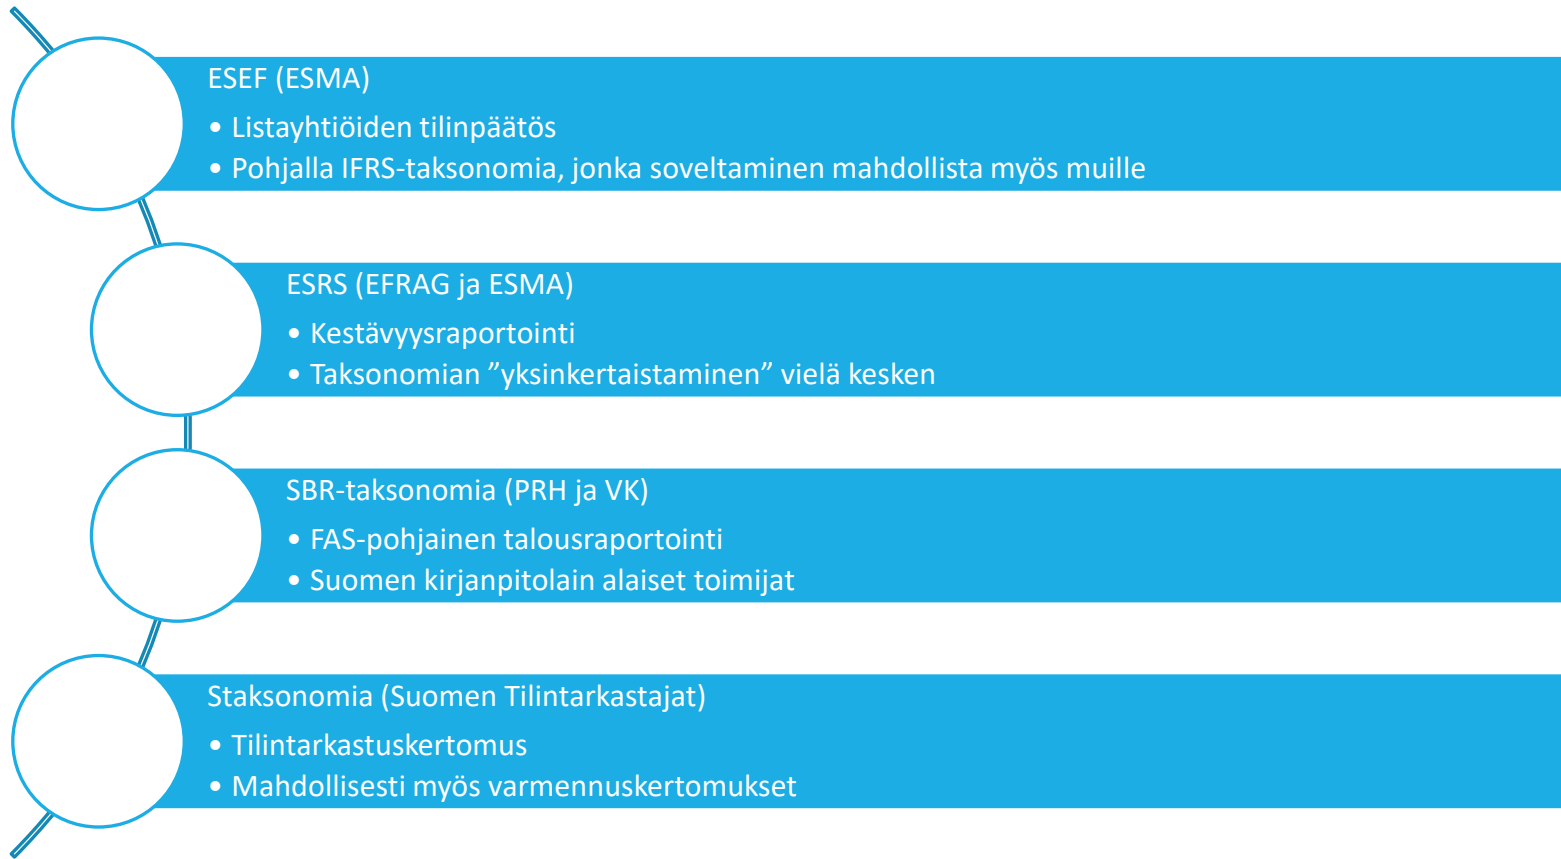 ESEF (ESMA)
• Listayhtiöiden tilinpäätös
• Pohjalla IFRS-taksonomia, jonka soveltaminen mahdollista myös muille
ESRS (EFRAG ja ESMA)
• Kestävyysraportointi
• Taksonomian ”yksinkertaistaminen” vielä kesken
SBR-taksonomia (PRH ja VK)
• FAS-pohjainen talousraportointi
• Suomen kirjanpitolain alaiset toimijat
Staksonomia (Suomen Tilintarkastajat)
• Tilintarkastuskertomus
• Mahdollisesti myös varmennuskertomukset